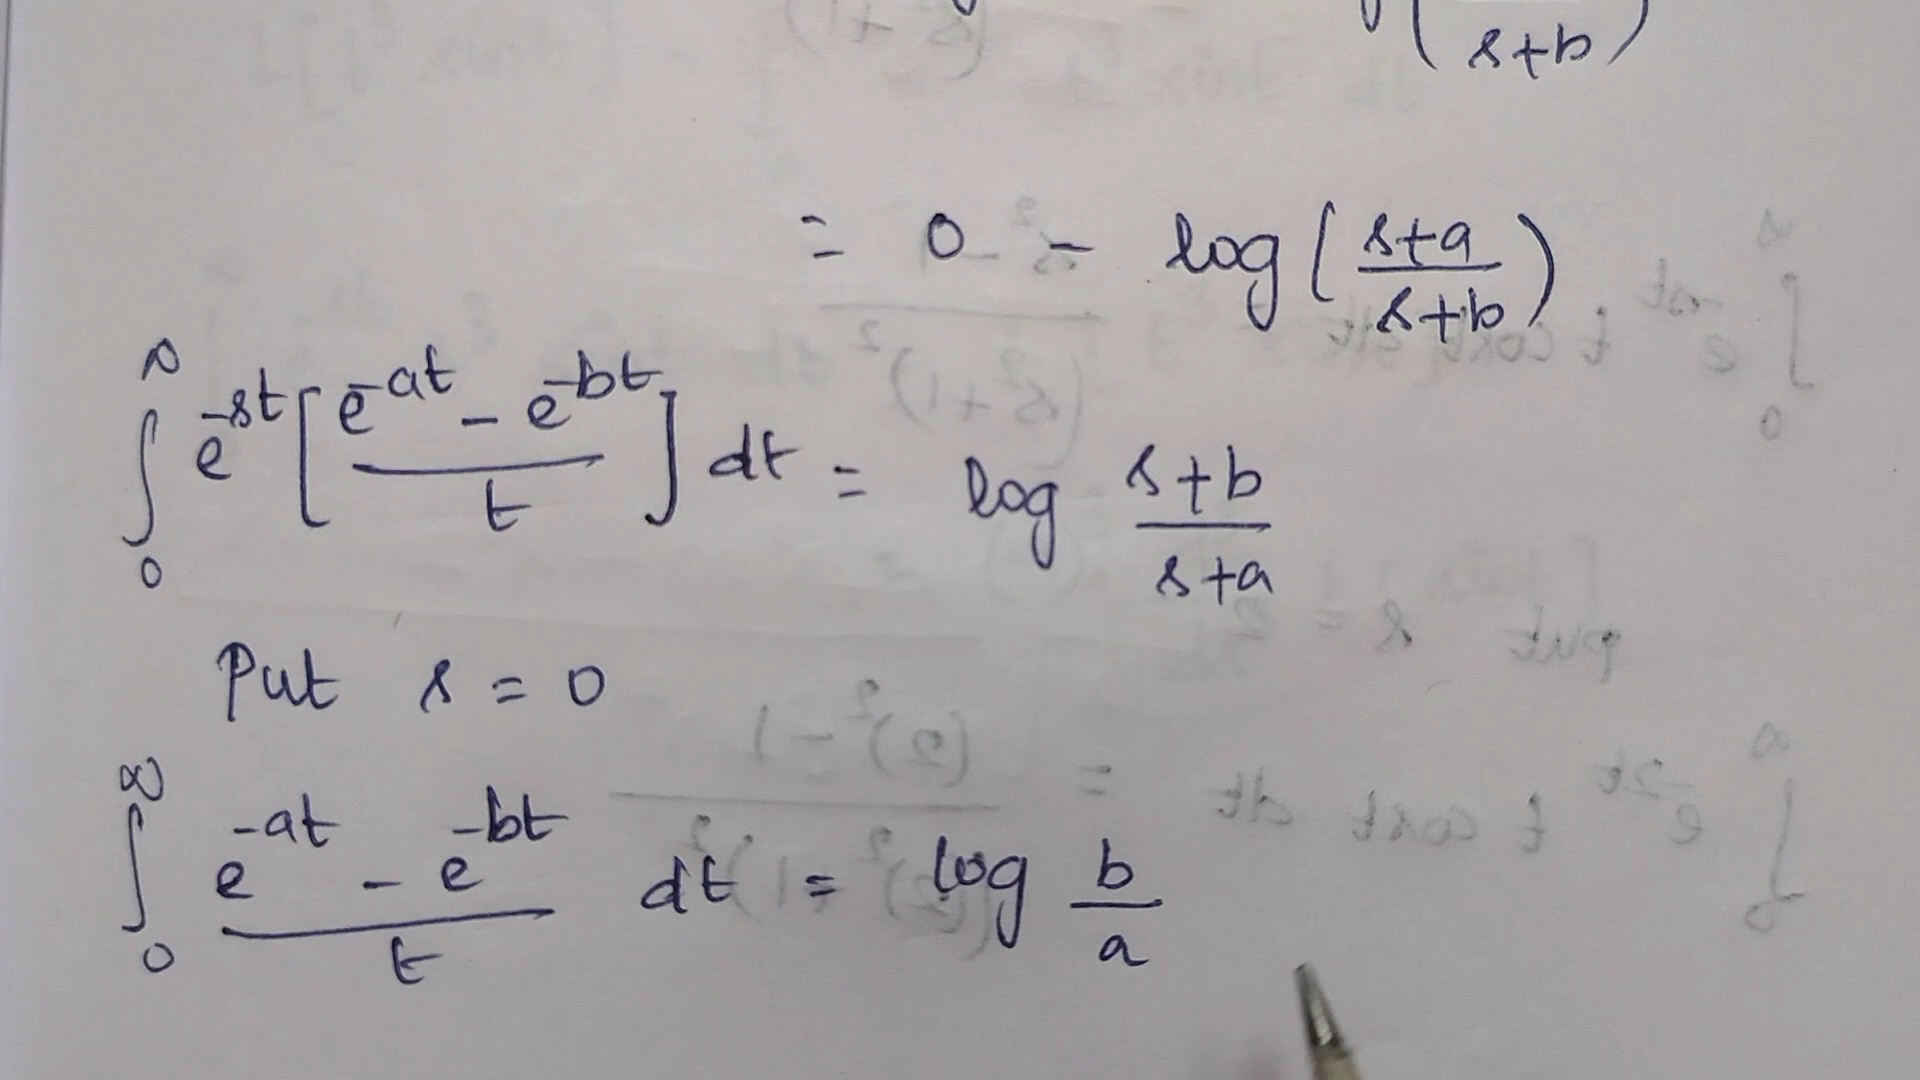 s+b)
= 0 - log(s+a/s+b)
∫₀^∞ e^-st [e^-at - e^-bt / t] dt = log s+b/s+a
Put s = 0
∫₀^∞ e^-at - e^-bt / t dt = log b/a